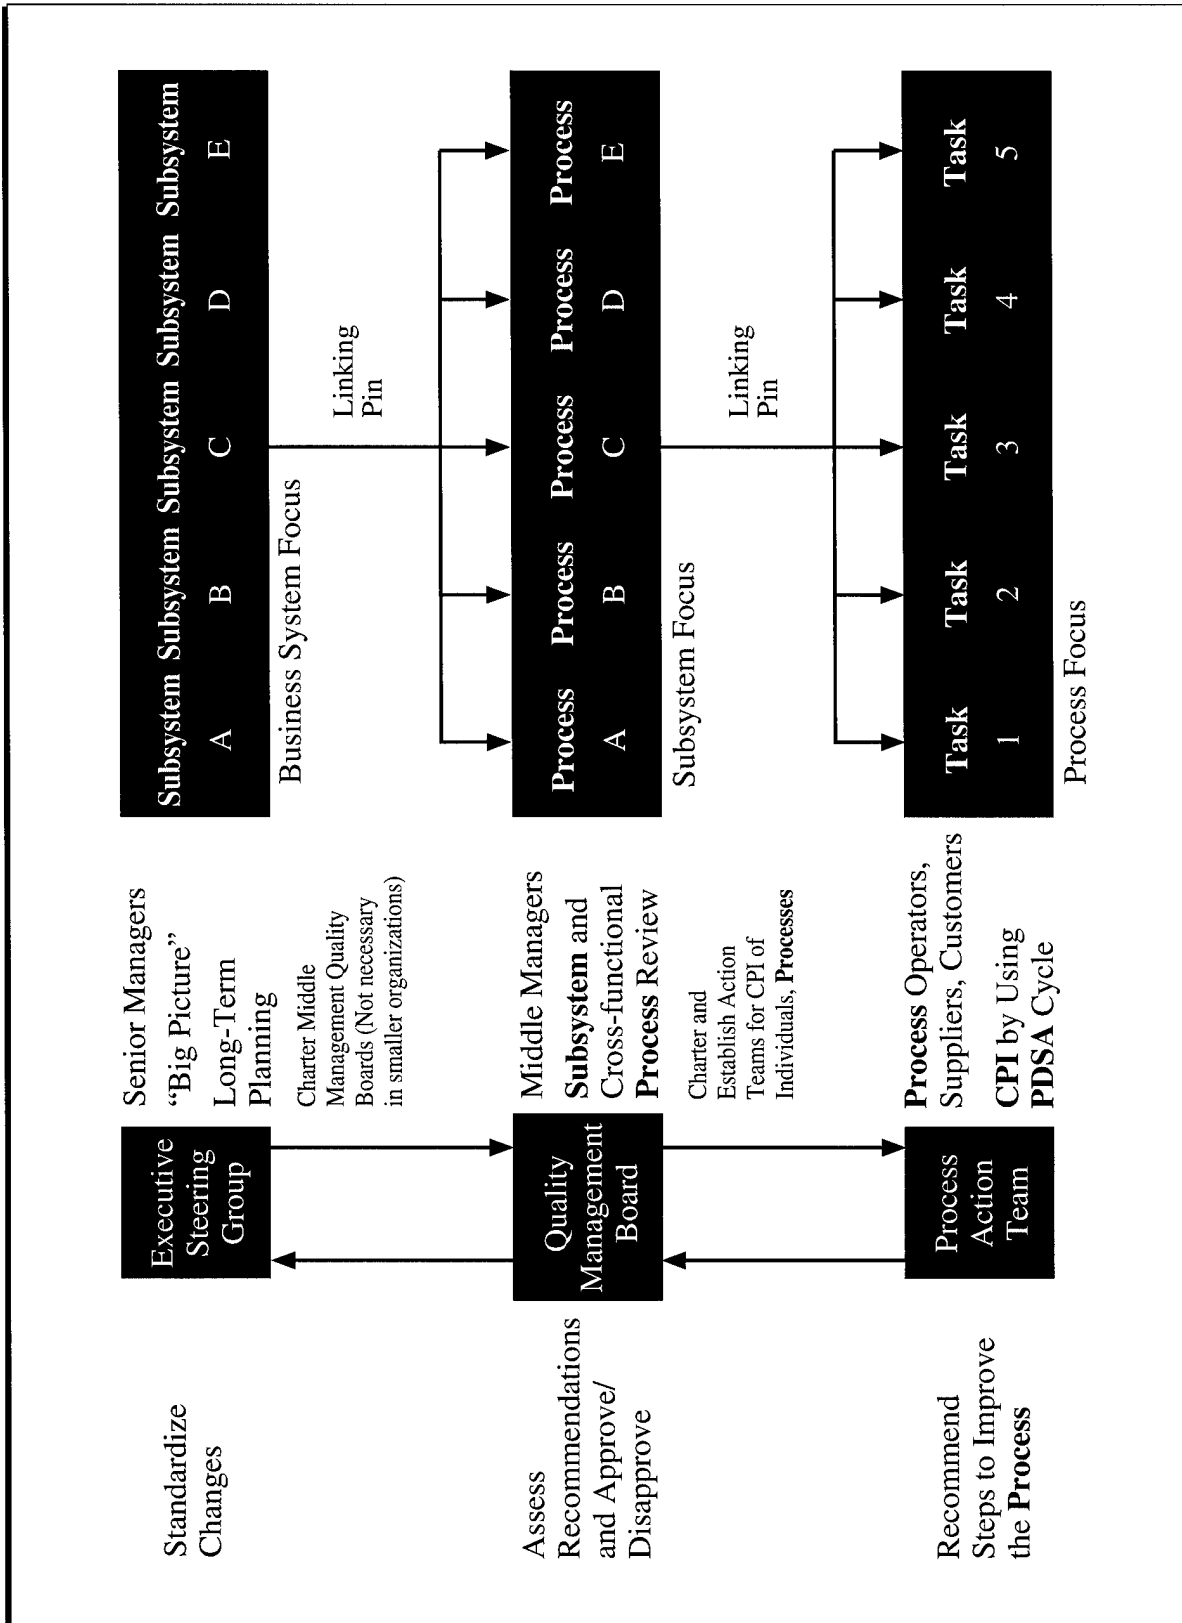 Standardize
Changes
Executive
Steering
Group
Senior Managers
“Big Picture”
Long-Term
Planning
Subsystem Subsystem Subsystem Subsystem Subsystem
A B C D E
Business System Focus
Charter Middle
Management Quality
Boards (Not necessary
in smaller organizations)
Linking
Pin
Assess
Recommendations
and Approve/
Disapprove
Quality
Management
Board
Middle Managers
Subsystem and
Cross-functional
Process Review
Process Process Process Process Process
A B C D E
Subsystem Focus
Charter and
Establish Action
Teams for CPI of
Individuals, Processes
Linking
Pin
Recommend
Steps to Improve
the Process
Process
Action
Team
Process Operators,
Suppliers, Customers
CPI by Using
PDSA Cycle
Task Task Task Task Task
1 2 3 4 5
Process Focus